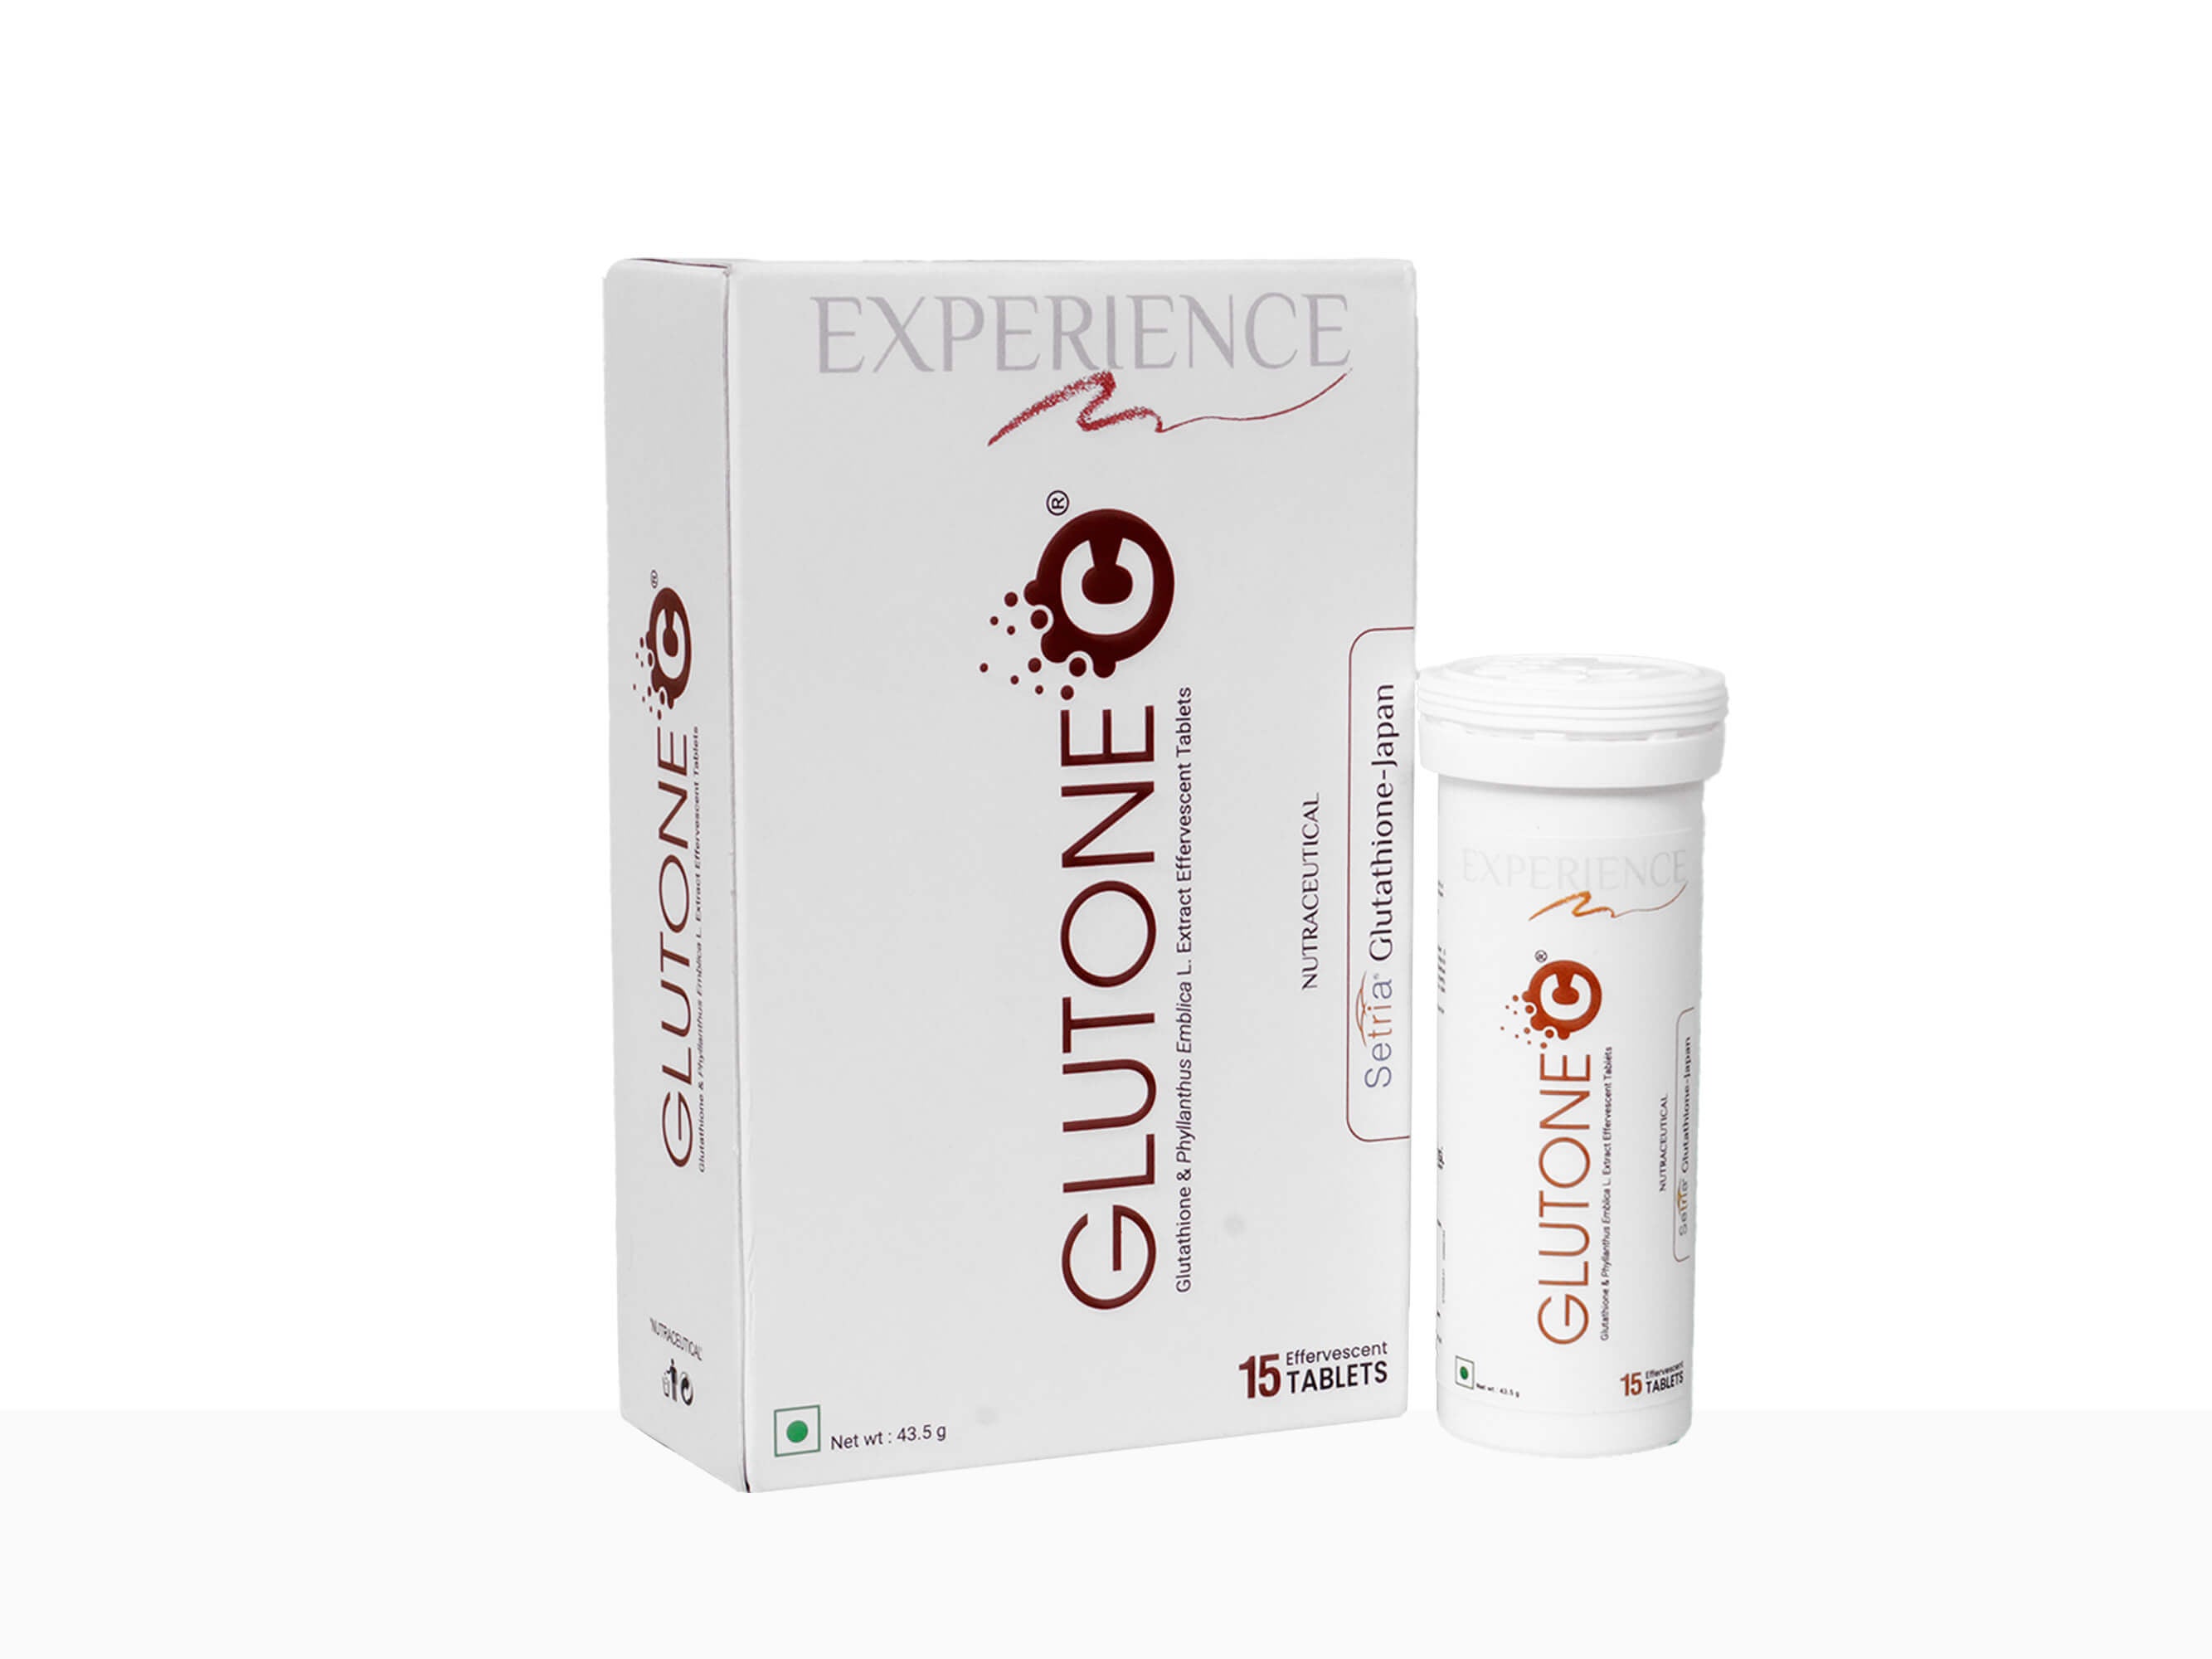 GLUTONE C®
Glutathione & Phyllanthus Emblica L. Extract Effervescent Tablets
NUTRACEUTICAL
EXPERIENCE
GLUTONE C®
Glutathione & Phyllanthus Emblica L. Extract Effervescent Tablets
NUTRACEUTICAL
Setria® Glutathione-Japan
15 Effervescent
TABLETS
Net wt : 43.5 g
EXPERIENCE
GLUTONE C®
Glutathione & Phyllanthus Emblica L. Extract Effervescent Tablets
NUTRACEUTICAL
Setria® Glutathione-Japan
15 Effervescent
TABLETS
Net wt : 43.5 g